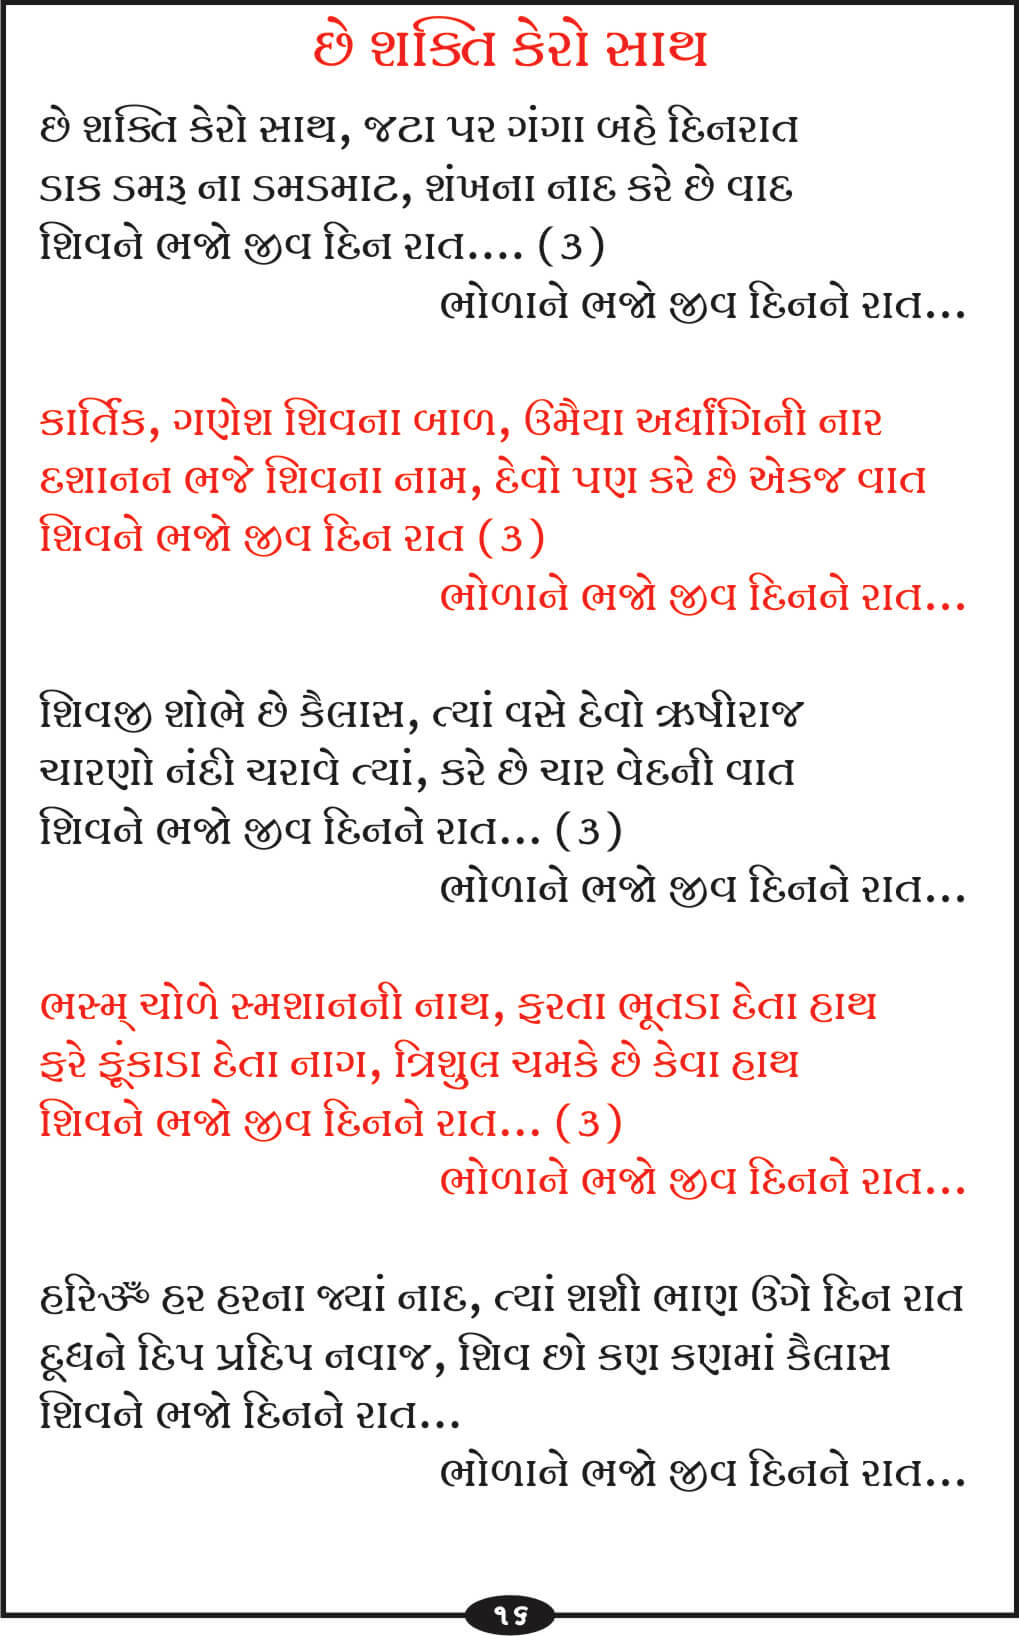 છે શક્તિ કેરો સાથ
છે શક્તિ કેરો સાથ, જટા પર ગંગા બહે દિનરાત
ડાક ડમરૂ ના ડમડમાટ, શંખના નાદ કરે છે વાદ
શિવને ભજો જીવ દિન રાત.... (૩)
ભોળાને ભજો જીવ દિનને રાત...
કાર્તિક, ગણેશ શિવના બાળ, ઉમૈયા અર્ધાંગિની નાર
દશાનન ભજે શિવના નામ, દેવો પણ કરે છે એકજ વાત
શિવને ભજો જીવ દિન રાત (૩)
ભોળાને ભજો જીવ દિનને રાત...
શિવજી શોભે છે કૈલાસ, ત્યાં વસે દેવો ઋષીરાજ
ચારણો નંદી ચરાવે ત્યાં, કરે છે ચાર વેદની વાત
શિવને ભજો જીવ દિનને રાત... (૩)
ભોળાને ભજો જીવ દિનને રાત...
ભસ્મ્ ચોળે સ્મશાનની નાથ, ફરતા ભૂતડા દેતા હાથ
ફરે ફૂંકાડા દેતા નાગ, ત્રિશુલ ચમકે છે કેવા હાથ
શિવને ભજો જીવ દિનને રાત... (૩)
ભોળાને ભજો જીવ દિનને રાત...
હરિૐ હર હરના જ્યાં નાદ, ત્યાં શશી ભાણ ઉગે દિન રાત
દૂધને દિપ પ્રદિપ નવાજ, શિવ છો કણ કણમાં કૈલાસ
શિવને ભજો દિનને રાત...
ભોળાને ભજો જીવ દિનને રાત...
૧૬